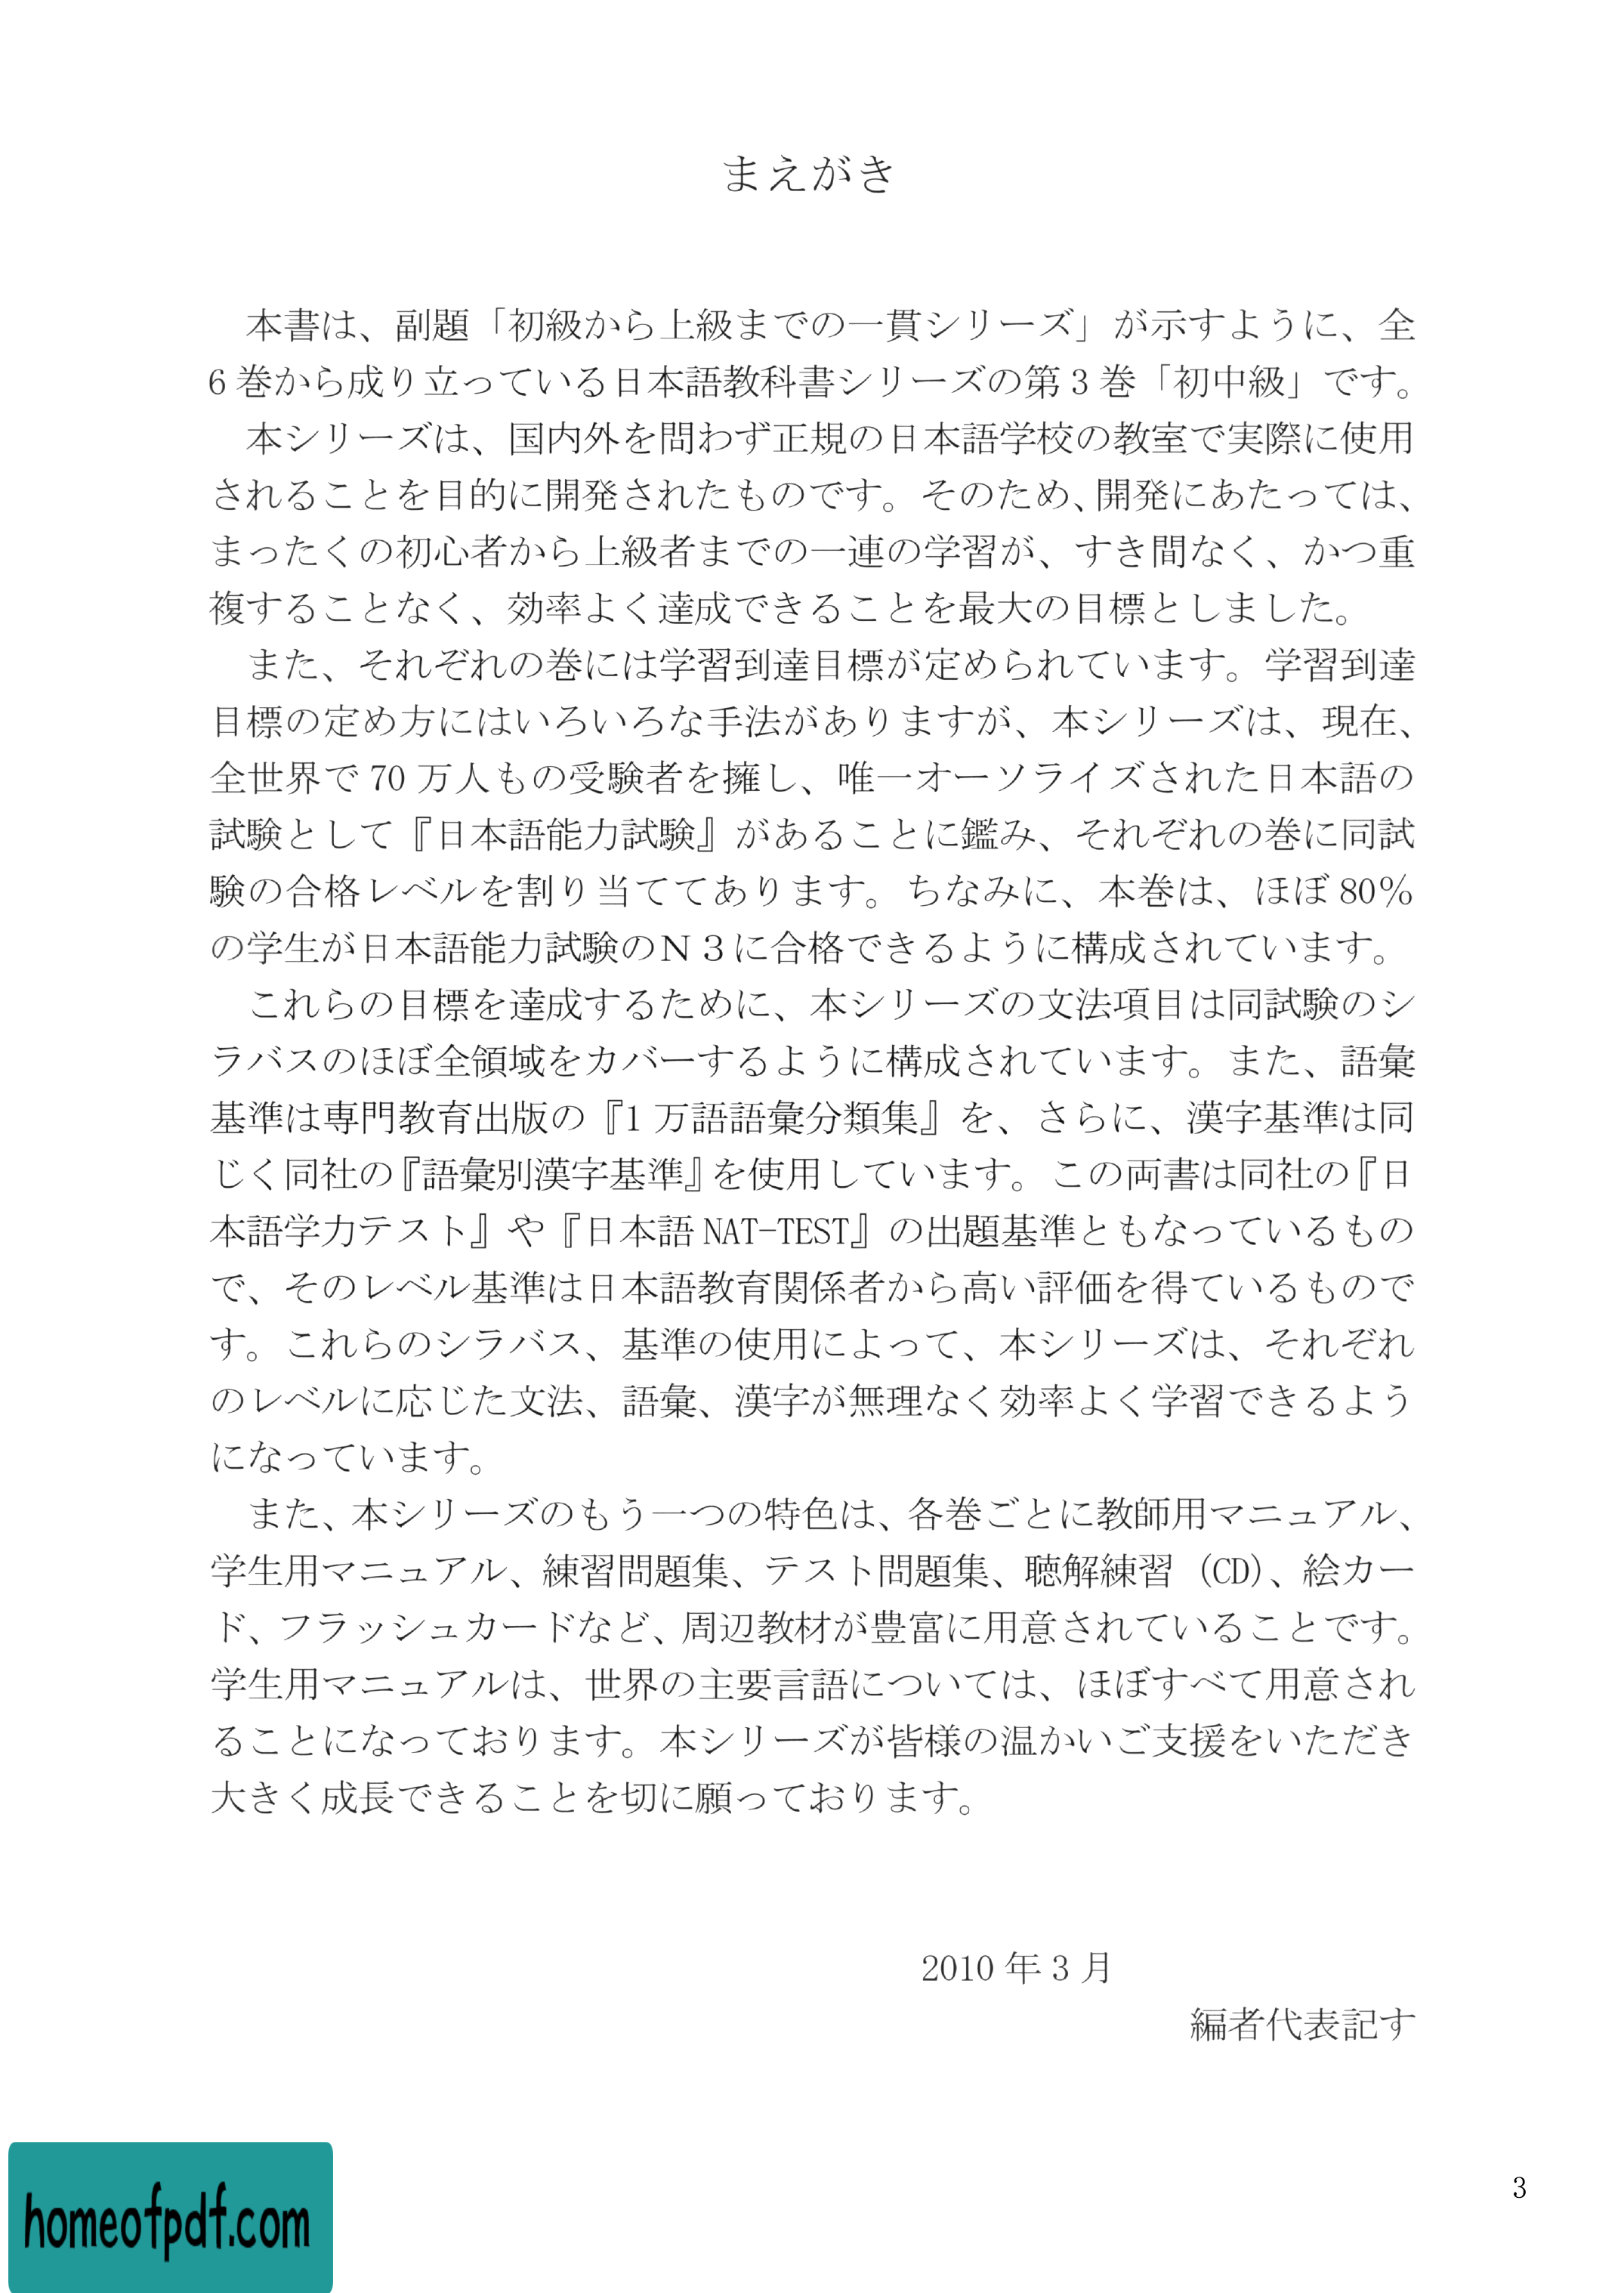 まえがき
本書は、副題「初級から上級までの一貫シリーズ」が示すように、全
6 巻から成り立っている日本語教科書シリーズの第 3 巻「初中級」です。
本シリーズは、国内外を問わず正規の日本語学校の教室で実際に使用
されることを目的に開発されたものです。そのため、開発にあたっては、
まったくの初心者から上級者までの一連の学習が、すき間なく、かつ重
複することなく、効率よく達成できることを最大の目標としました。
また、それぞれの巻には学習到達目標が定められています。学習到達
目標の定め方にはいろいろな手法がありますが、本シリーズは、現在、
全世界で 70 万人もの受験者を擁し、唯一オーソライズされた日本語の
試験として『日本語能力試験』があることに鑑み、それぞれの巻に同試
験の合格レベルを割り当ててあります。ちなみに、本巻は、ほぼ 80%
の学生が日本語能力試験のＮ３に合格できるように構成されています。
これらの目標を達成するために、本シリーズの文法項目は同試験のシ
ラバスのほぼ全領域をカバーするように構成されています。また、語彙
基準は専門教育出版の『1 万語語彙分類集』を、さらに、漢字基準は同
じく同社の『語彙別漢字基準』を使用しています。この両書は同社の『日
本語学力テスト』や『日本語 NAT-TEST』の出題基準ともなっているもの
で、そのレベル基準は日本語教育関係者から高い評価を得ているもので
す。これらのシラバス、基準の使用によって、本シリーズは、それぞれ
のレベルに応じた文法、語彙、漢字が無理なく効率よく学習できるよう
になっています。
また、本シリーズのもう一つの特色は、各巻ごとに教師用マニュアル、
学生用マニュアル、練習問題集、テスト問題集、聴解練習（CD）、絵カー
ド、フラッシュカードなど、周辺教材が豊富に用意されていることです。
学生用マニュアルは、世界の主要言語については、ほぼすべて用意され
ることになっております。本シリーズが皆様の温かいご支援をいただき
大きく成長できることを切に願っております。
2010 年 3 月
編者代表記す
homeofpdf.com
3